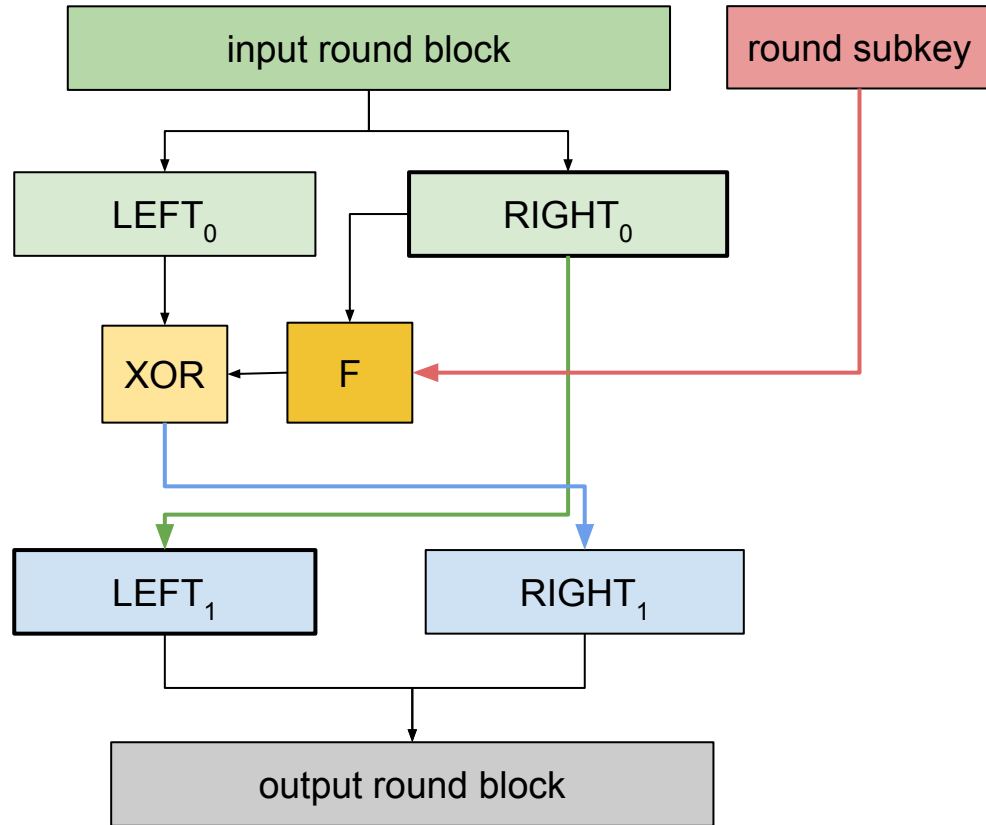 input round block
round subkey
LEFT₀
RIGHT₀
XOR
F
LEFT₁
RIGHT₁
output round block